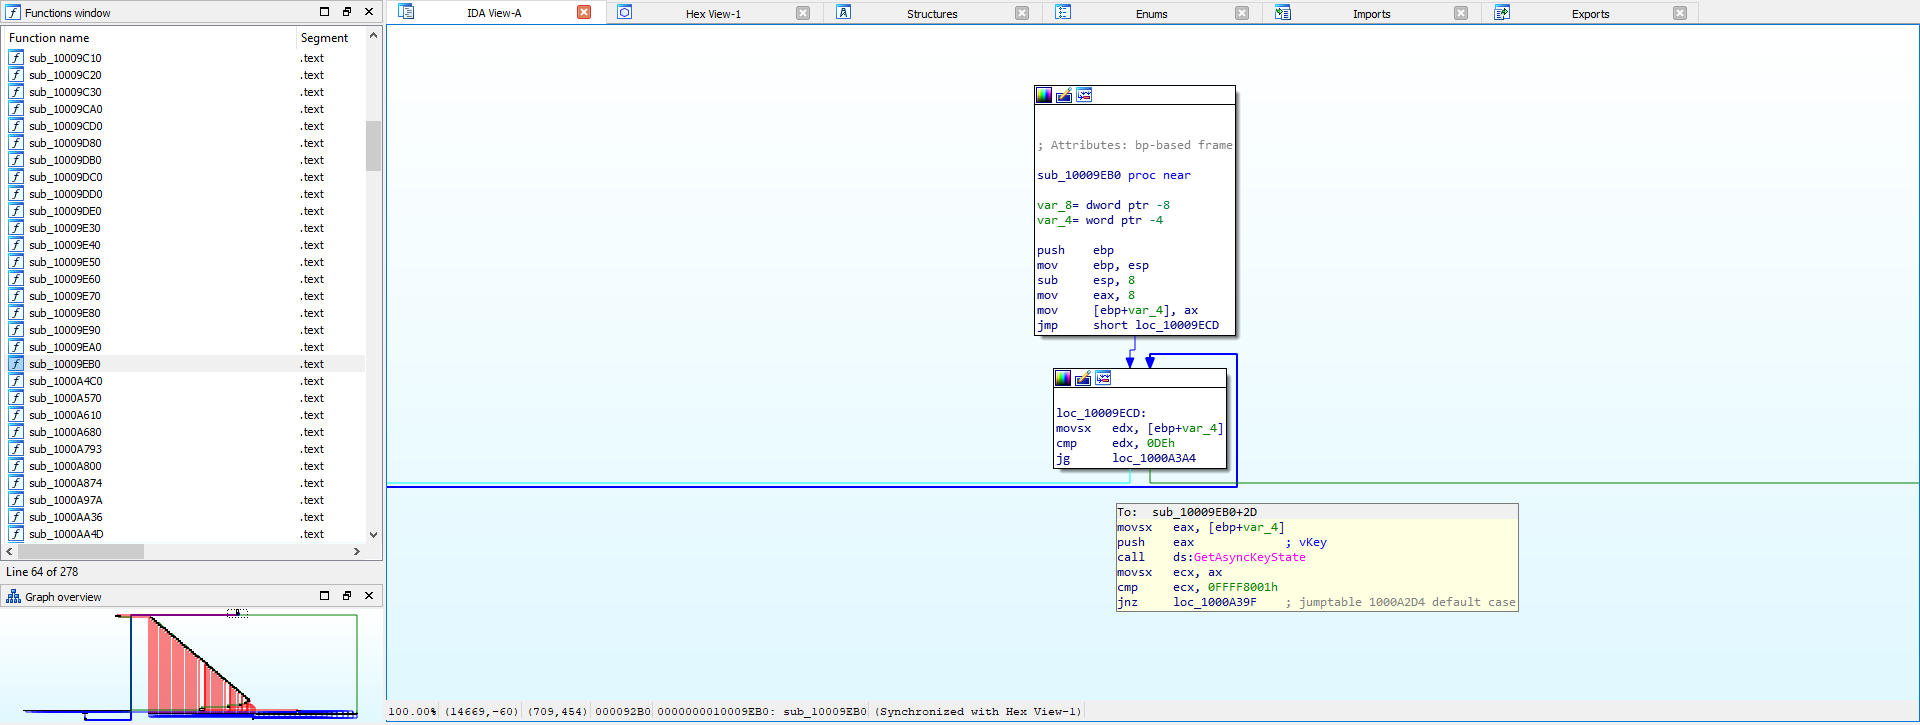 Functions window
Function name Segment
sub_10009C10 .text
sub_10009C20 .text
sub_10009C30 .text
sub_10009CA0 .text
sub_10009CD0 .text
sub_10009D80 .text
sub_10009DB0 .text
sub_10009DC0 .text
sub_10009DD0 .text
sub_10009DE0 .text
sub_10009E30 .text
sub_10009E40 .text
sub_10009E50 .text
sub_10009E60 .text
sub_10009E70 .text
sub_10009E80 .text
sub_10009E90 .text
sub_10009EA0 .text
sub_10009EB0 .text
sub_1000A4C0 .text
sub_1000A570 .text
sub_1000A610 .text
sub_1000A680 .text
sub_1000A793 .text
sub_1000A800 .text
sub_1000A874 .text
sub_1000A97A .text
sub_1000AA36 .text
sub_1000AA4D .text
Line 64 of 278
Graph overview
IDA View-A Hex View-1 Structures Enums Imports Exports
; Attributes: bp-based frame
sub_10009EB0 proc near
var_8= dword ptr -8
var_4= word ptr -4
push ebp
mov ebp, esp
sub esp, 8
mov eax, 8
mov [ebp+var_4], ax
jmp short loc_10009ECD
loc_10009ECD:
movsx edx, [ebp+var_4]
cmp edx, 0DEh
jg loc_1000A3A4
To: sub_10009EB0+2D
movsx eax, [ebp+var_4]
push eax ; vKey
call ds:GetAsyncKeyState
movsx ecx, ax
cmp ecx, 0FFFF8001h
jnz loc_1000A39F ; jumptable 1000A2D4 default case
100.00% (14669,-60) (709,454) 000092B0 0000000010009EB0: sub_10009EB0 (Synchronized with Hex View-1)